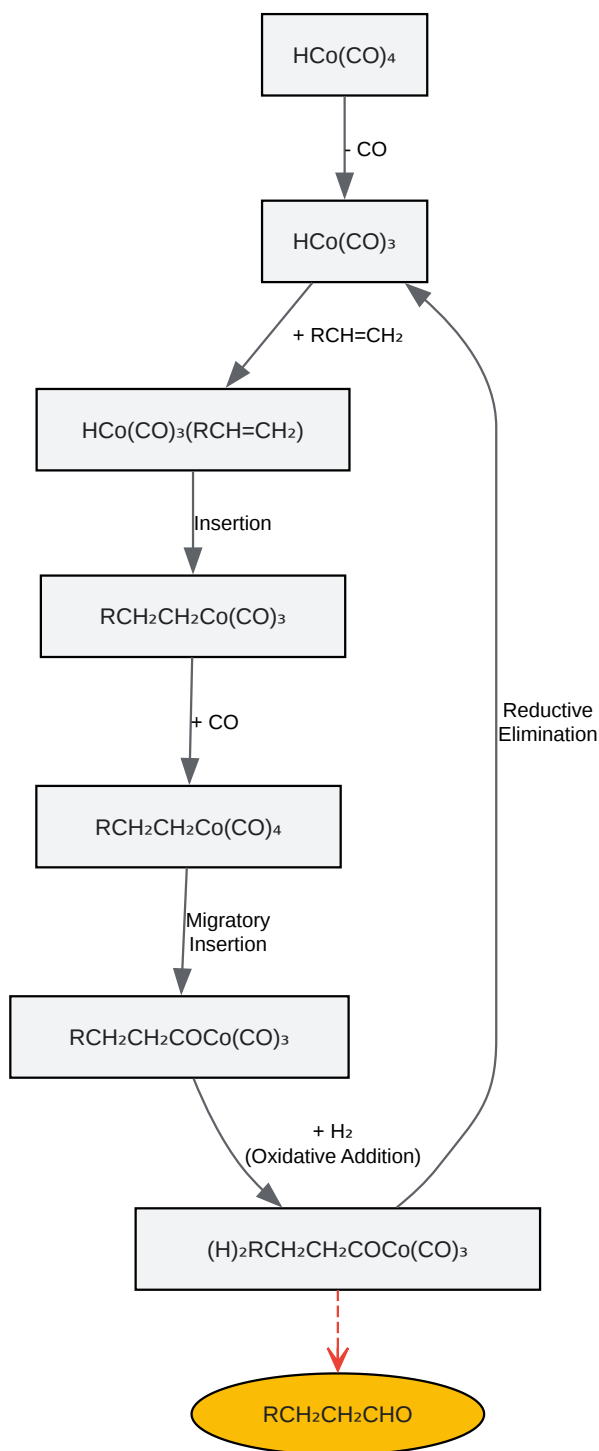 HCo(CO)₄
- CO
HCo(CO)₃
+ RCH=CH₂
HCo(CO)₃(RCH=CH₂)
Insertion
RCH₂CH₂Co(CO)₃
+ CO
Reductive
Elimination
RCH₂CH₂Co(CO)₄
Migratory
Insertion
RCH₂CH₂COCo(CO)₃
+ H₂
(Oxidative Addition)
(H)₂RCH₂CH₂COCo(CO)₃
RCH₂CH₂CHO